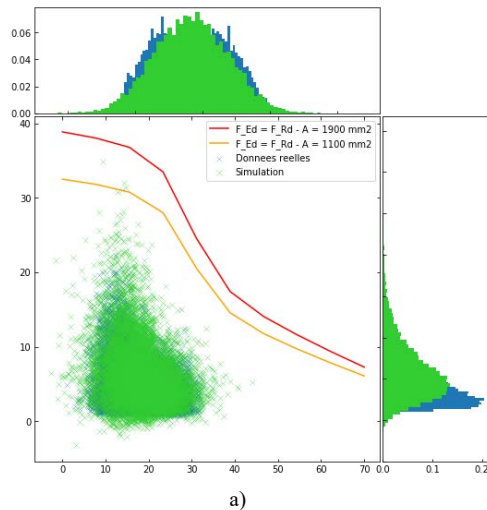 0.06
0.04
0.02
0.00
40
30
20
10
0
F_Ed = F_Rd - A = 1900 mm2
F_Ed = F_Rd - A = 1100 mm2
Donnees reelles
Simulation
0 10 20 30 40 50 60 70
0.0 0.1 0.2
a)